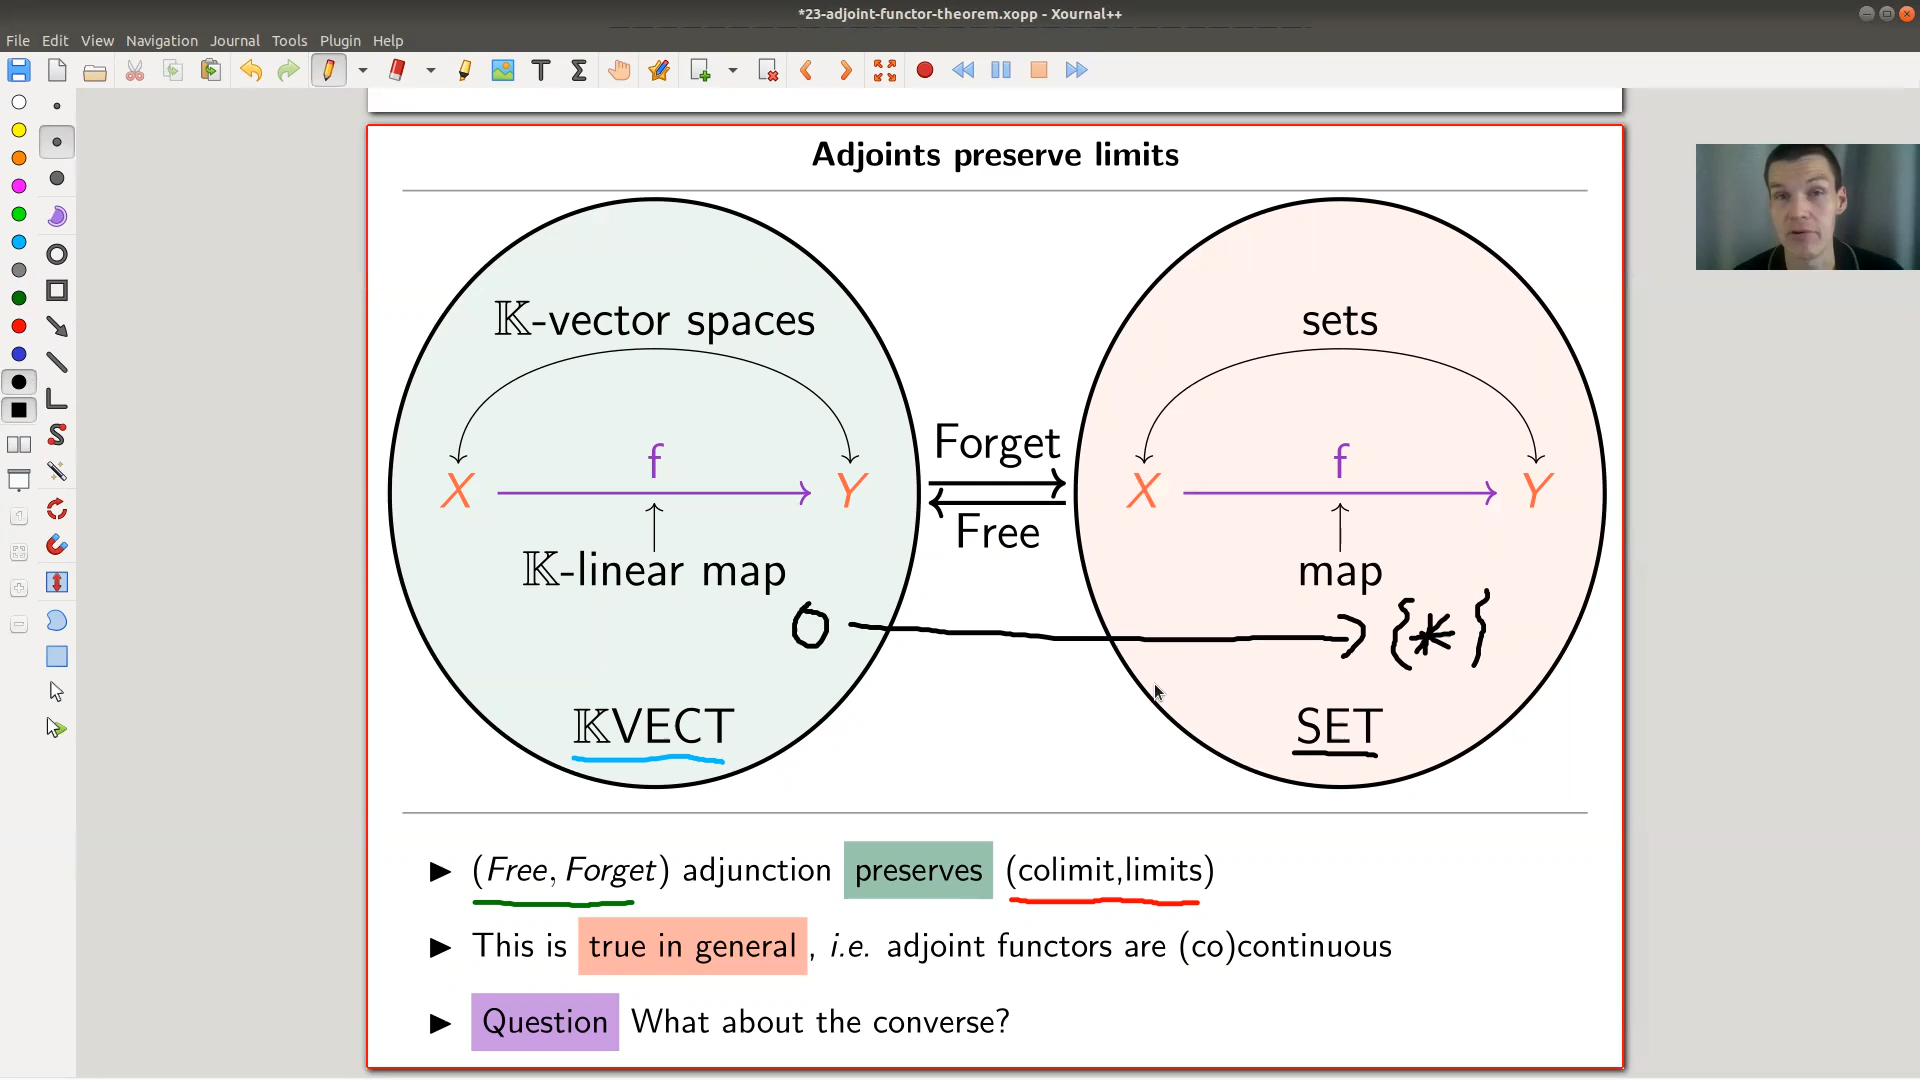 *23-adjoint-functor-theorem.xopp - Xournal++
File Edit View Navigation Journal Tools Plugin Help
Adjoints preserve limits
𝕂-vector spaces
sets
Forget
f
f
X
Y
X
Y
Free
𝕂-linear map
map
0
{*}
𝕂VECT
SET
▶ (Free, Forget) adjunction preserves (colimit,limits)
▶ This is true in general, i.e. adjoint functors are (co)continuous
▶ Question What about the converse?